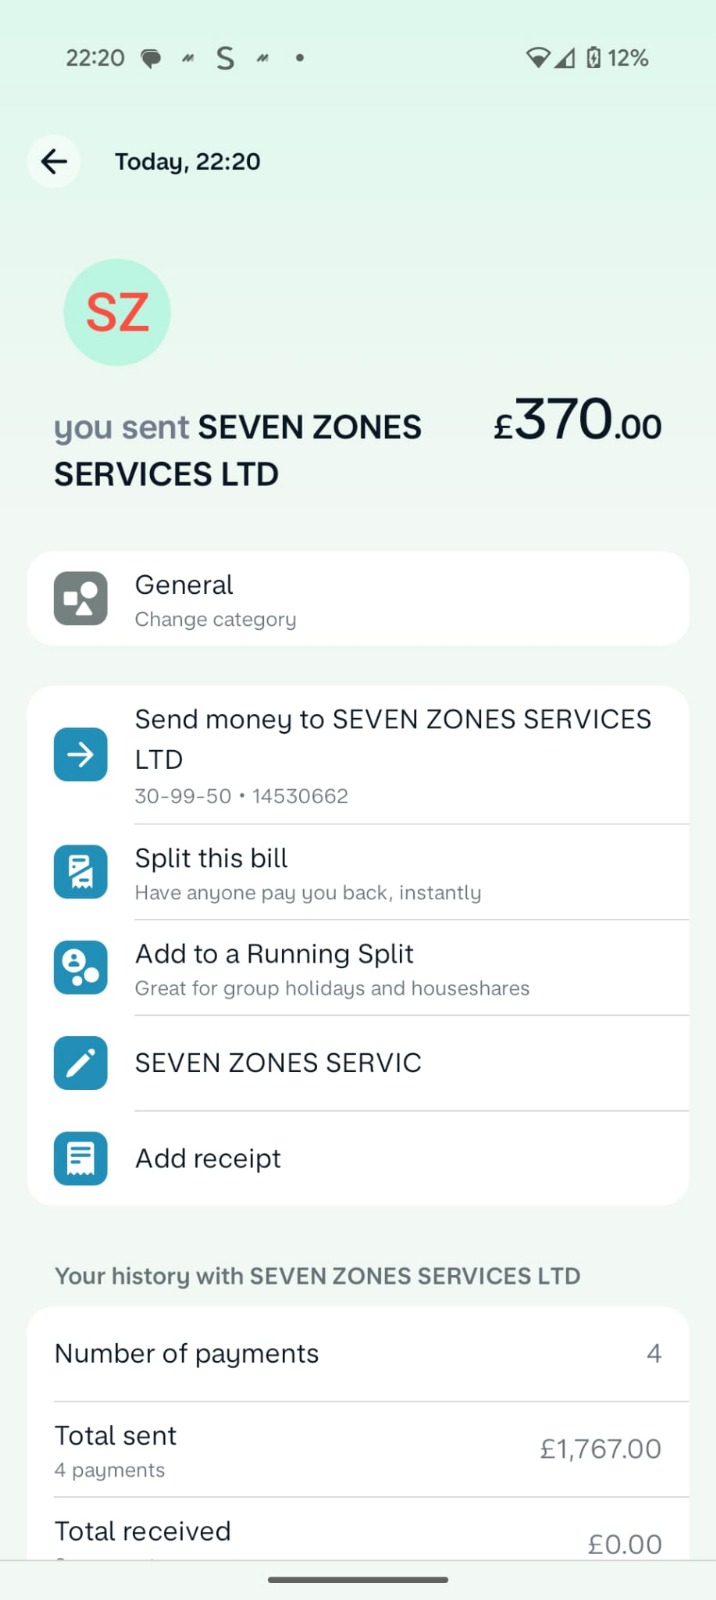 22:20 S 12%
Today, 22:20
SZ
you sent SEVEN ZONES £370.00
SERVICES LTD
General
Change category
Send money to SEVEN ZONES SERVICES
LTD
30-99-50 • 14530662
Split this bill
Have anyone pay you back, instantly
Add to a Running Split
Great for group holidays and houseshares
SEVEN ZONES SERVIC
Add receipt
Your history with SEVEN ZONES SERVICES LTD
Number of payments 4
Total sent £1,767.00
4 payments
Total received £0.00